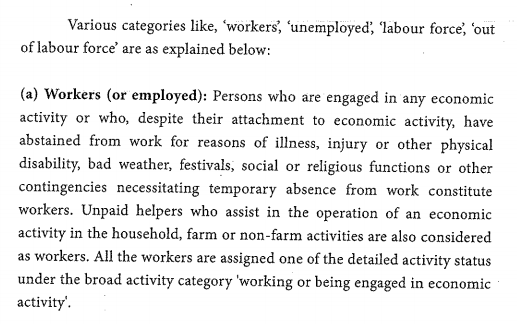 Various categories like, 'workers', 'unemployed', 'labour force', 'out
of labour force' are as explained below:
(a) Workers (or employed): Persons who are engaged in any economic
activity or who, despite their attachment to economic activity, have
abstained from work for reasons of illness, injury or other physical
disability, bad weather, festivals, social or religious functions or other
contingencies necessitating temporary absence from work constitute
workers. Unpaid helpers who assist in the operation of an economic
activity in the household, farm or non-farm activities are also considered
as workers. All the workers are assigned one of the detailed activity status
under the broad activity category 'working or being engaged in economic
activity'.